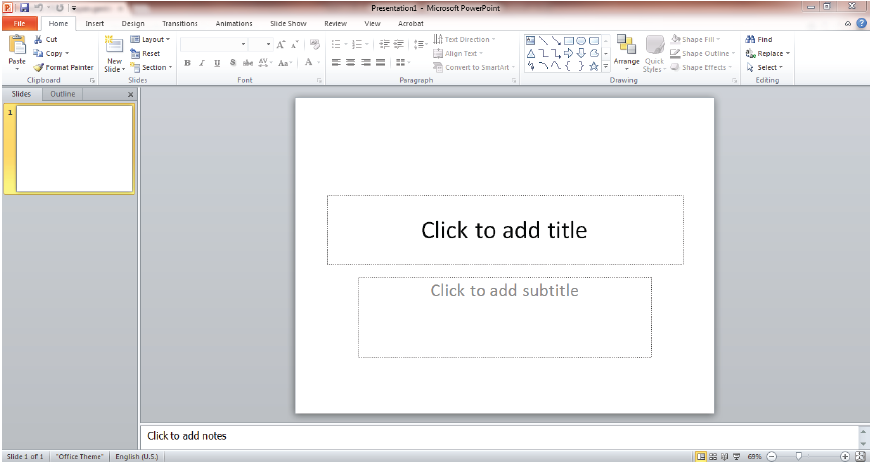 Presentation1 - Microsoft PowerPoint
File Home Insert Design Transitions Animations Slide Show Review View Acrobat
Paste
Cut
Copy
Format Painter
Clipboard
New Slide
Layout
Reset
Section
Slides
B I U S abc AV Aa A
Font
Text Direction
Align Text
Convert to SmartArt
Paragraph
Arrange
Quick Styles
Shape Fill
Shape Outline
Shape Effects
Drawing
Find
Replace
Select
Editing
Slides Outline
1
Click to add title
Click to add subtitle
Click to add notes
Slide 1 of 1 "Office Theme" English (U.S.) 69%